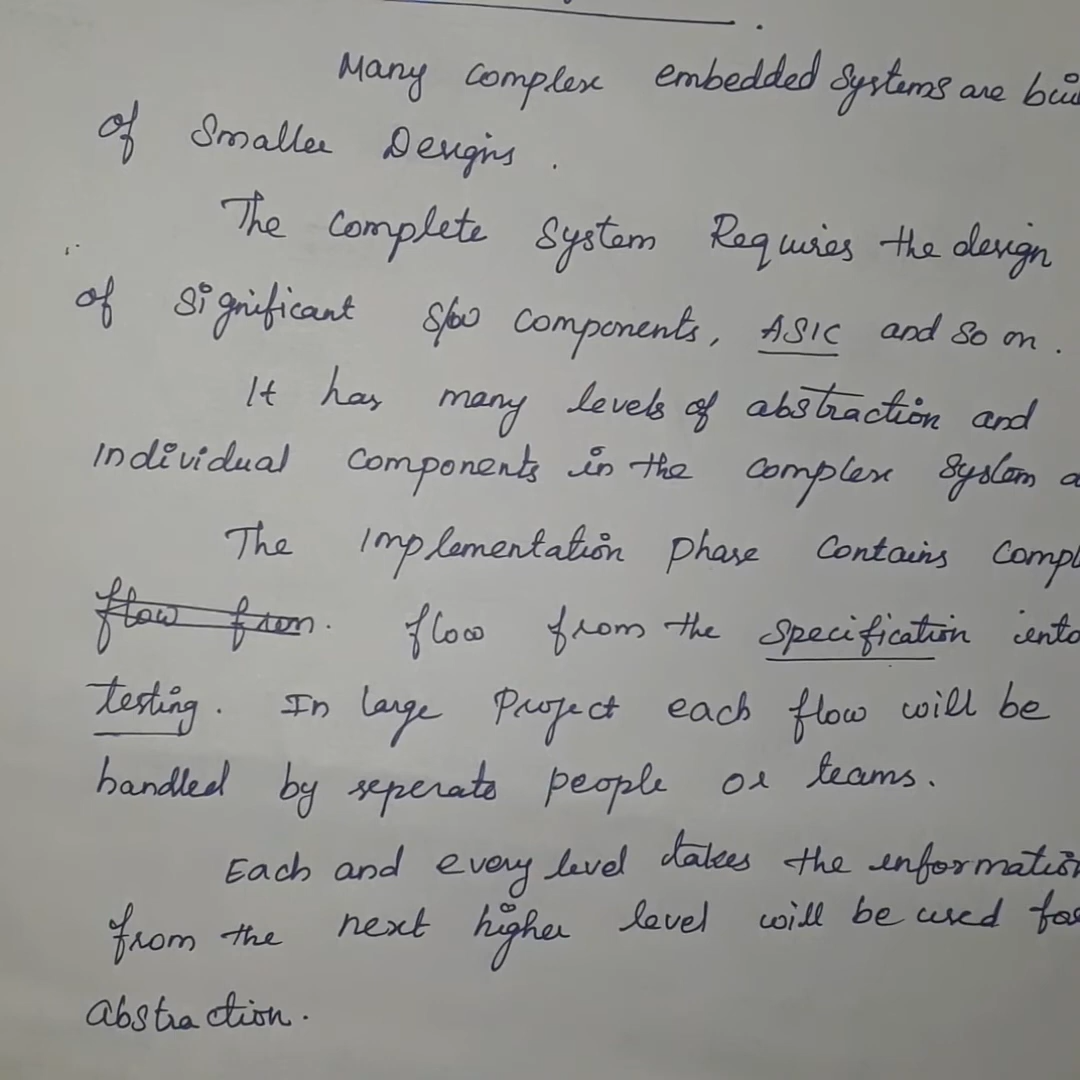 Many complex embedded Systems are bui
of Smaller Designs .
The Complete System Requires the design
of Significant S/w Components, ASIC and So on .
It has many levels of abstraction and
Individual Components in the Complex System a
The Implementation phase Contains Compl
flow from . flow from the Specification into
testing . In large Project each flow will be
handled by seperate people or teams .
Each and every level takes the information
from the next higher level will be used for
abstraction .